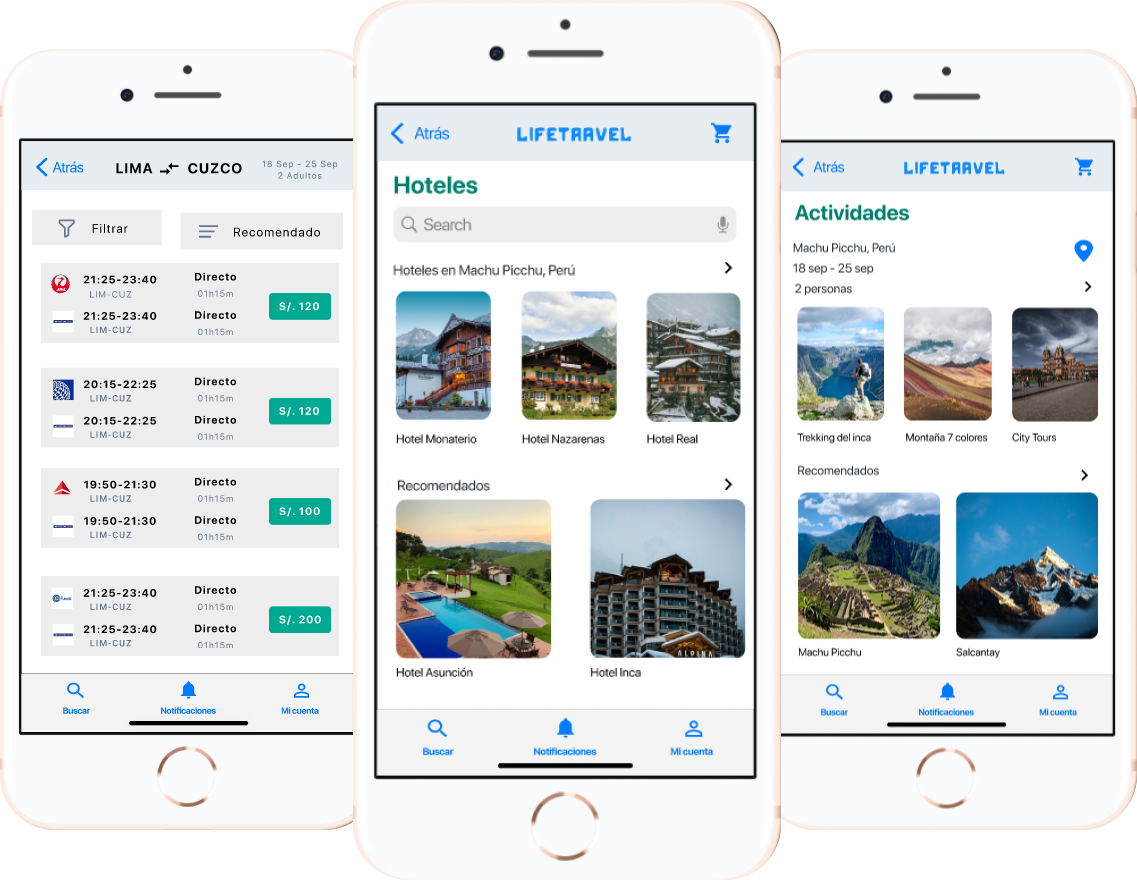 Atrás
LIMA CUZCO
18 Sep - 25 Sep
2 Adultos
Filtrar
Recomendado
21:25-23:40
LIM-CUZ
Directo
01h15m
21:25-23:40
LIM-CUZ
Directo
01h15m
S/. 120
20:15-22:25
LIM-CUZ
Directo
01h15m
20:15-22:25
LIM-CUZ
Directo
01h15m
S/. 120
19:50-21:30
LIM-CUZ
Directo
01h15m
19:50-21:30
LIM-CUZ
Directo
01h15m
S/. 100
21:25-23:40
LIM-CUZ
Directo
01h15m
21:25-23:40
LIM-CUZ
Directo
01h15m
S/. 200
Buscar
Notificaciones
Mi cuenta
Atrás
LIFETRAVEL
Hoteles
Search
Hoteles en Machu Picchu, Perú
Hotel Monaterio
Hotel Nazarenas
Hotel Real
Recomendados
ALPINA
Hotel Asunción
Hotel Inca
Buscar
Notificaciones
Mi cuenta
Atrás
LIFETRAVEL
Actividades
Machu Picchu, Perú
18 sep - 25 sep
2 personas
Trekking del inca
Montaña 7 colores
City Tours
Recomendados
Machu Picchu
Salcantay
Buscar
Notificaciones
Mi cuenta